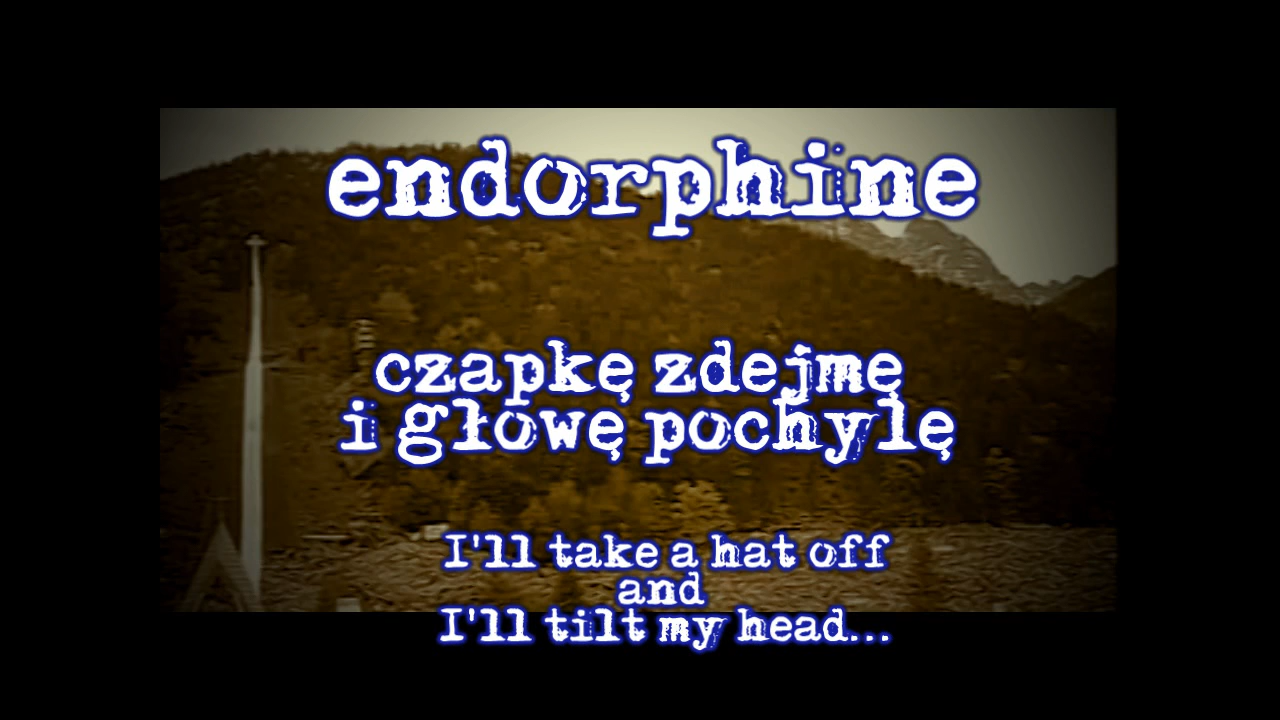 endorphine
czapkę zdejmę
i głowę pochylę
I'll take a hat off
and
I'll tilt my head...